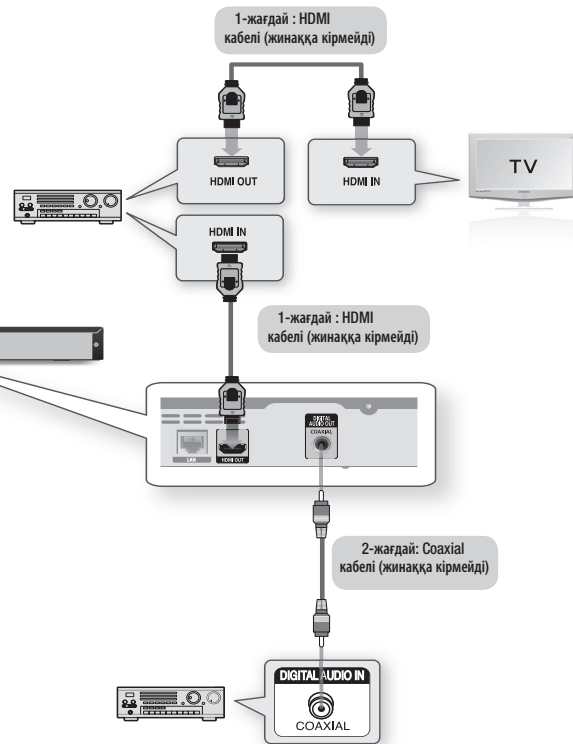 1-жағдай : HDMI
кабелі (жинаққа кірмейді)
HDMI OUT
HDMI IN
TV
HDMI IN
1-жағдай : HDMI
кабелі (жинаққа кірмейді)
LAN
HDMI OUT
DIGITAL
AUDIO OUT
COAXIAL
2-жағдай: Coaxial
кабелі (жинаққа кірмейді)
DIGITAL AUDIO IN
COAXIAL